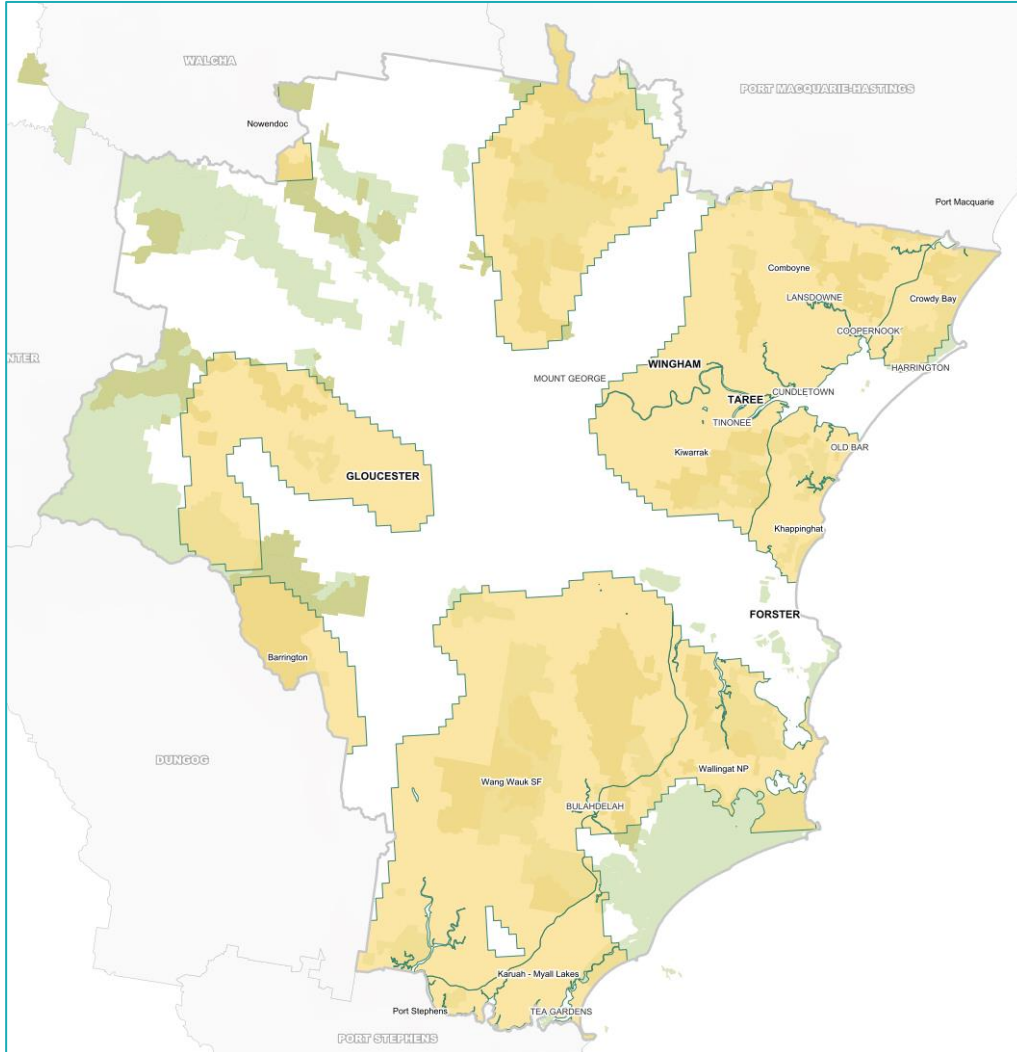 WALCHA
PORT MACQUARIE-HASTINGS
Nowendoc
Port Macquarie
Comboyne
LANSDOWNE
Crowdy Bay
COOPERNOOK
NTER
HARRINGTON
WINGHAM
MOUNT GEORGE
CUNDLETOWN
TAREE
TINONEE
OLD BAR
Kiwarrak
GLOUCESTER
Khappinghat
FORSTER
Barrington
DUNGOG
Wang Wauk SF
Wallingat NP
BULAHDELAH
Karuah - Myall Lakes
Port Stephens
TEA GARDENS
PORT STEPHENS